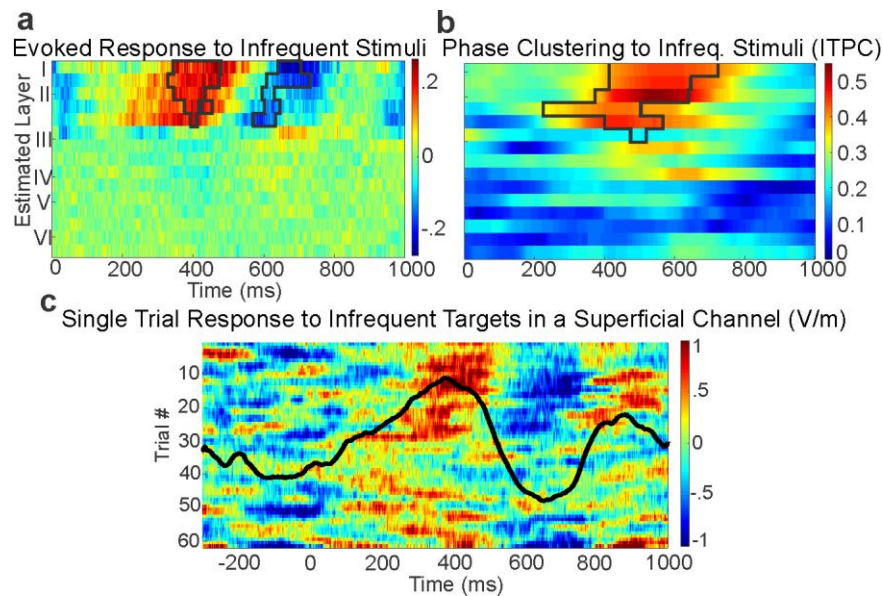 a
Evoked Response to Infrequent Stimuli
Estimated Layer
I
II
III
IV
V
VI
0 200 400 600 800 1000
Time (ms)
.2
0
-.2
b
Phase Clustering to Infreq. Stimuli (ITPC)
0 200 400 600 800 1000
Time (ms)
0.5
0.4
0.3
0.2
0.1
0
c
Single Trial Response to Infrequent Targets in a Superficial Channel (V/m)
Trial #
10
20
30
40
50
60
-200 0 200 400 600 800 1000
Time (ms)
1
.5
0
-.5
-1